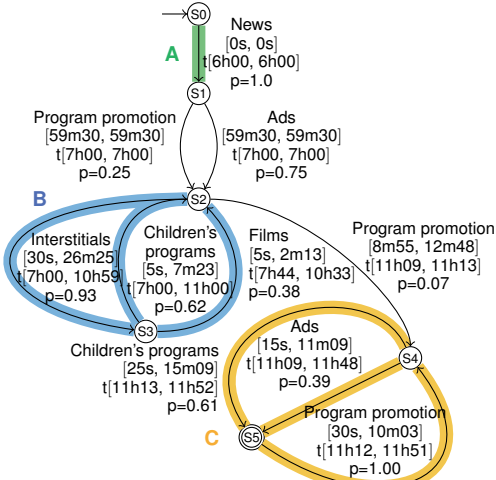 S0
News
[0s, 0s]
t[6h00, 6h00]
p=1.0
A
S1
Program promotion
[59m30, 59m30]
t[7h00, 7h00]
p=0.25
Ads
[59m30, 59m30]
t[7h00, 7h00]
p=0.75
B
S2
Interstitials
[30s, 26m25]
t[7h00, 10h59]
p=0.93
Children's
programs
[5s, 7m23]
t[7h00, 11h00]
p=0.62
Films
[5s, 2m13]
t[7h44, 10h33]
p=0.38
Program promotion
[8m55, 12m48]
t[11h09, 11h13]
p=0.07
S3
Children's programs
[25s, 15m09]
t[11h13, 11h52]
p=0.61
Ads
[15s, 11m09]
t[11h09, 11h48]
p=0.39
S4
C
S5
Program promotion
[30s, 10m03]
t[11h12, 11h51]
p=1.00